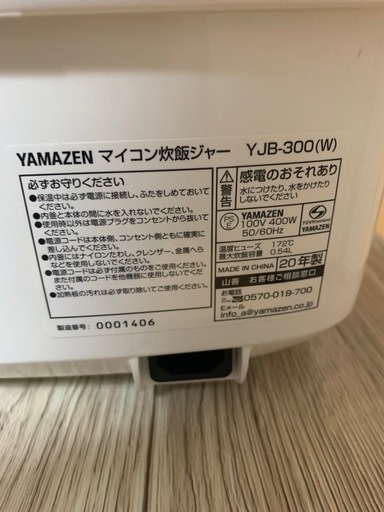 YAMAZEN マイコン炊飯ジャー YJB-300(W)
必ずお守りください
●保温中は必ず電源に接続し、ふたをしめておいてください。
●内釜と本体の間に水を入れないでください。
●使用時以外は電源プラグをコンセントから抜いてください。
●電源コードは本体側、コンセント側ともに確実に差し込んでください。
●内釜にはナイロンたわし、クレンザー、金属へらなどを使用しないでください。
●電源コードは必ず付属のものをご使用ください。また付属のコードを他機器に使用しないでください。
●加熱板の汚れは必ず取り除いてご使用ください。
製造番号: 0001406
警告
感電のおそれあり
水につけたり、水をかけたりしないでください
PS
E
YAMAZEN
100V 400W
50/60Hz
YAMAZEN
温度ヒューズ 172℃
最大炊飯容量 0.54L
MADE IN CHINA 20年製
山善 お客様ご相談窓口
お電話
0570-019-700
Eメール
info_a@yamazen.co.jp